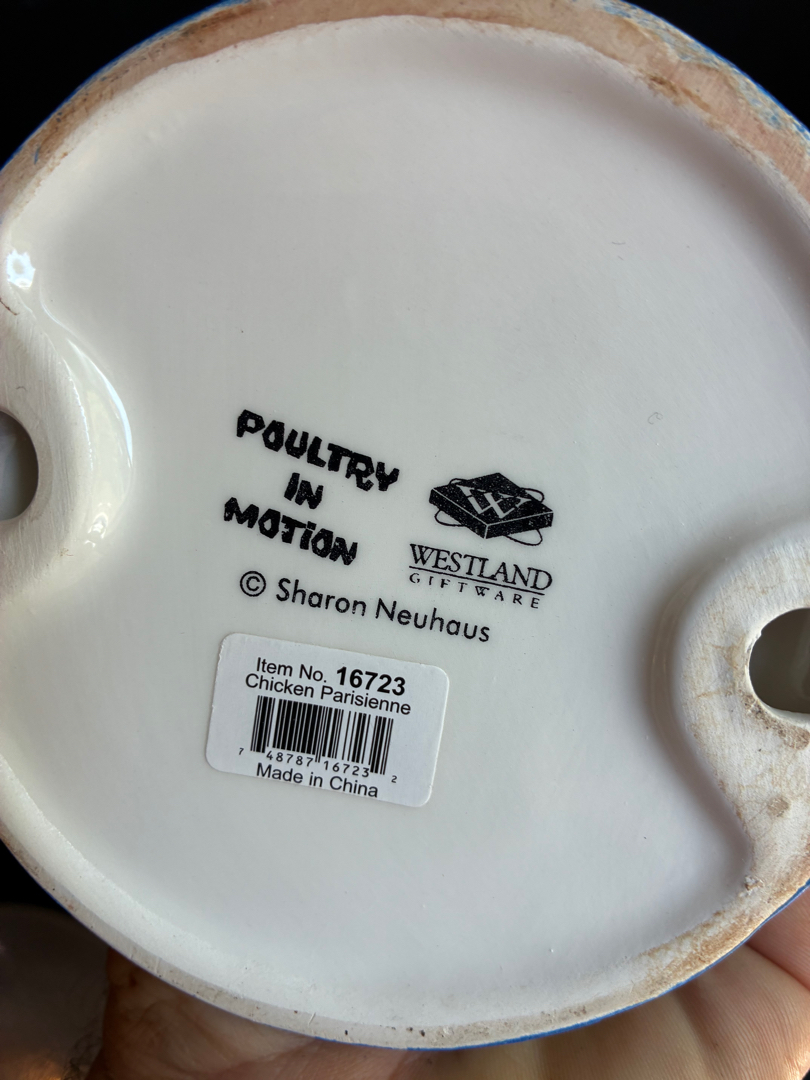 POULTRY
IN
MOTION
© Sharon Neuhaus
W
WESTLAND
GIFTWARE
Item No. 16723
Chicken Parisienne
7 48787 16723 2
Made in China